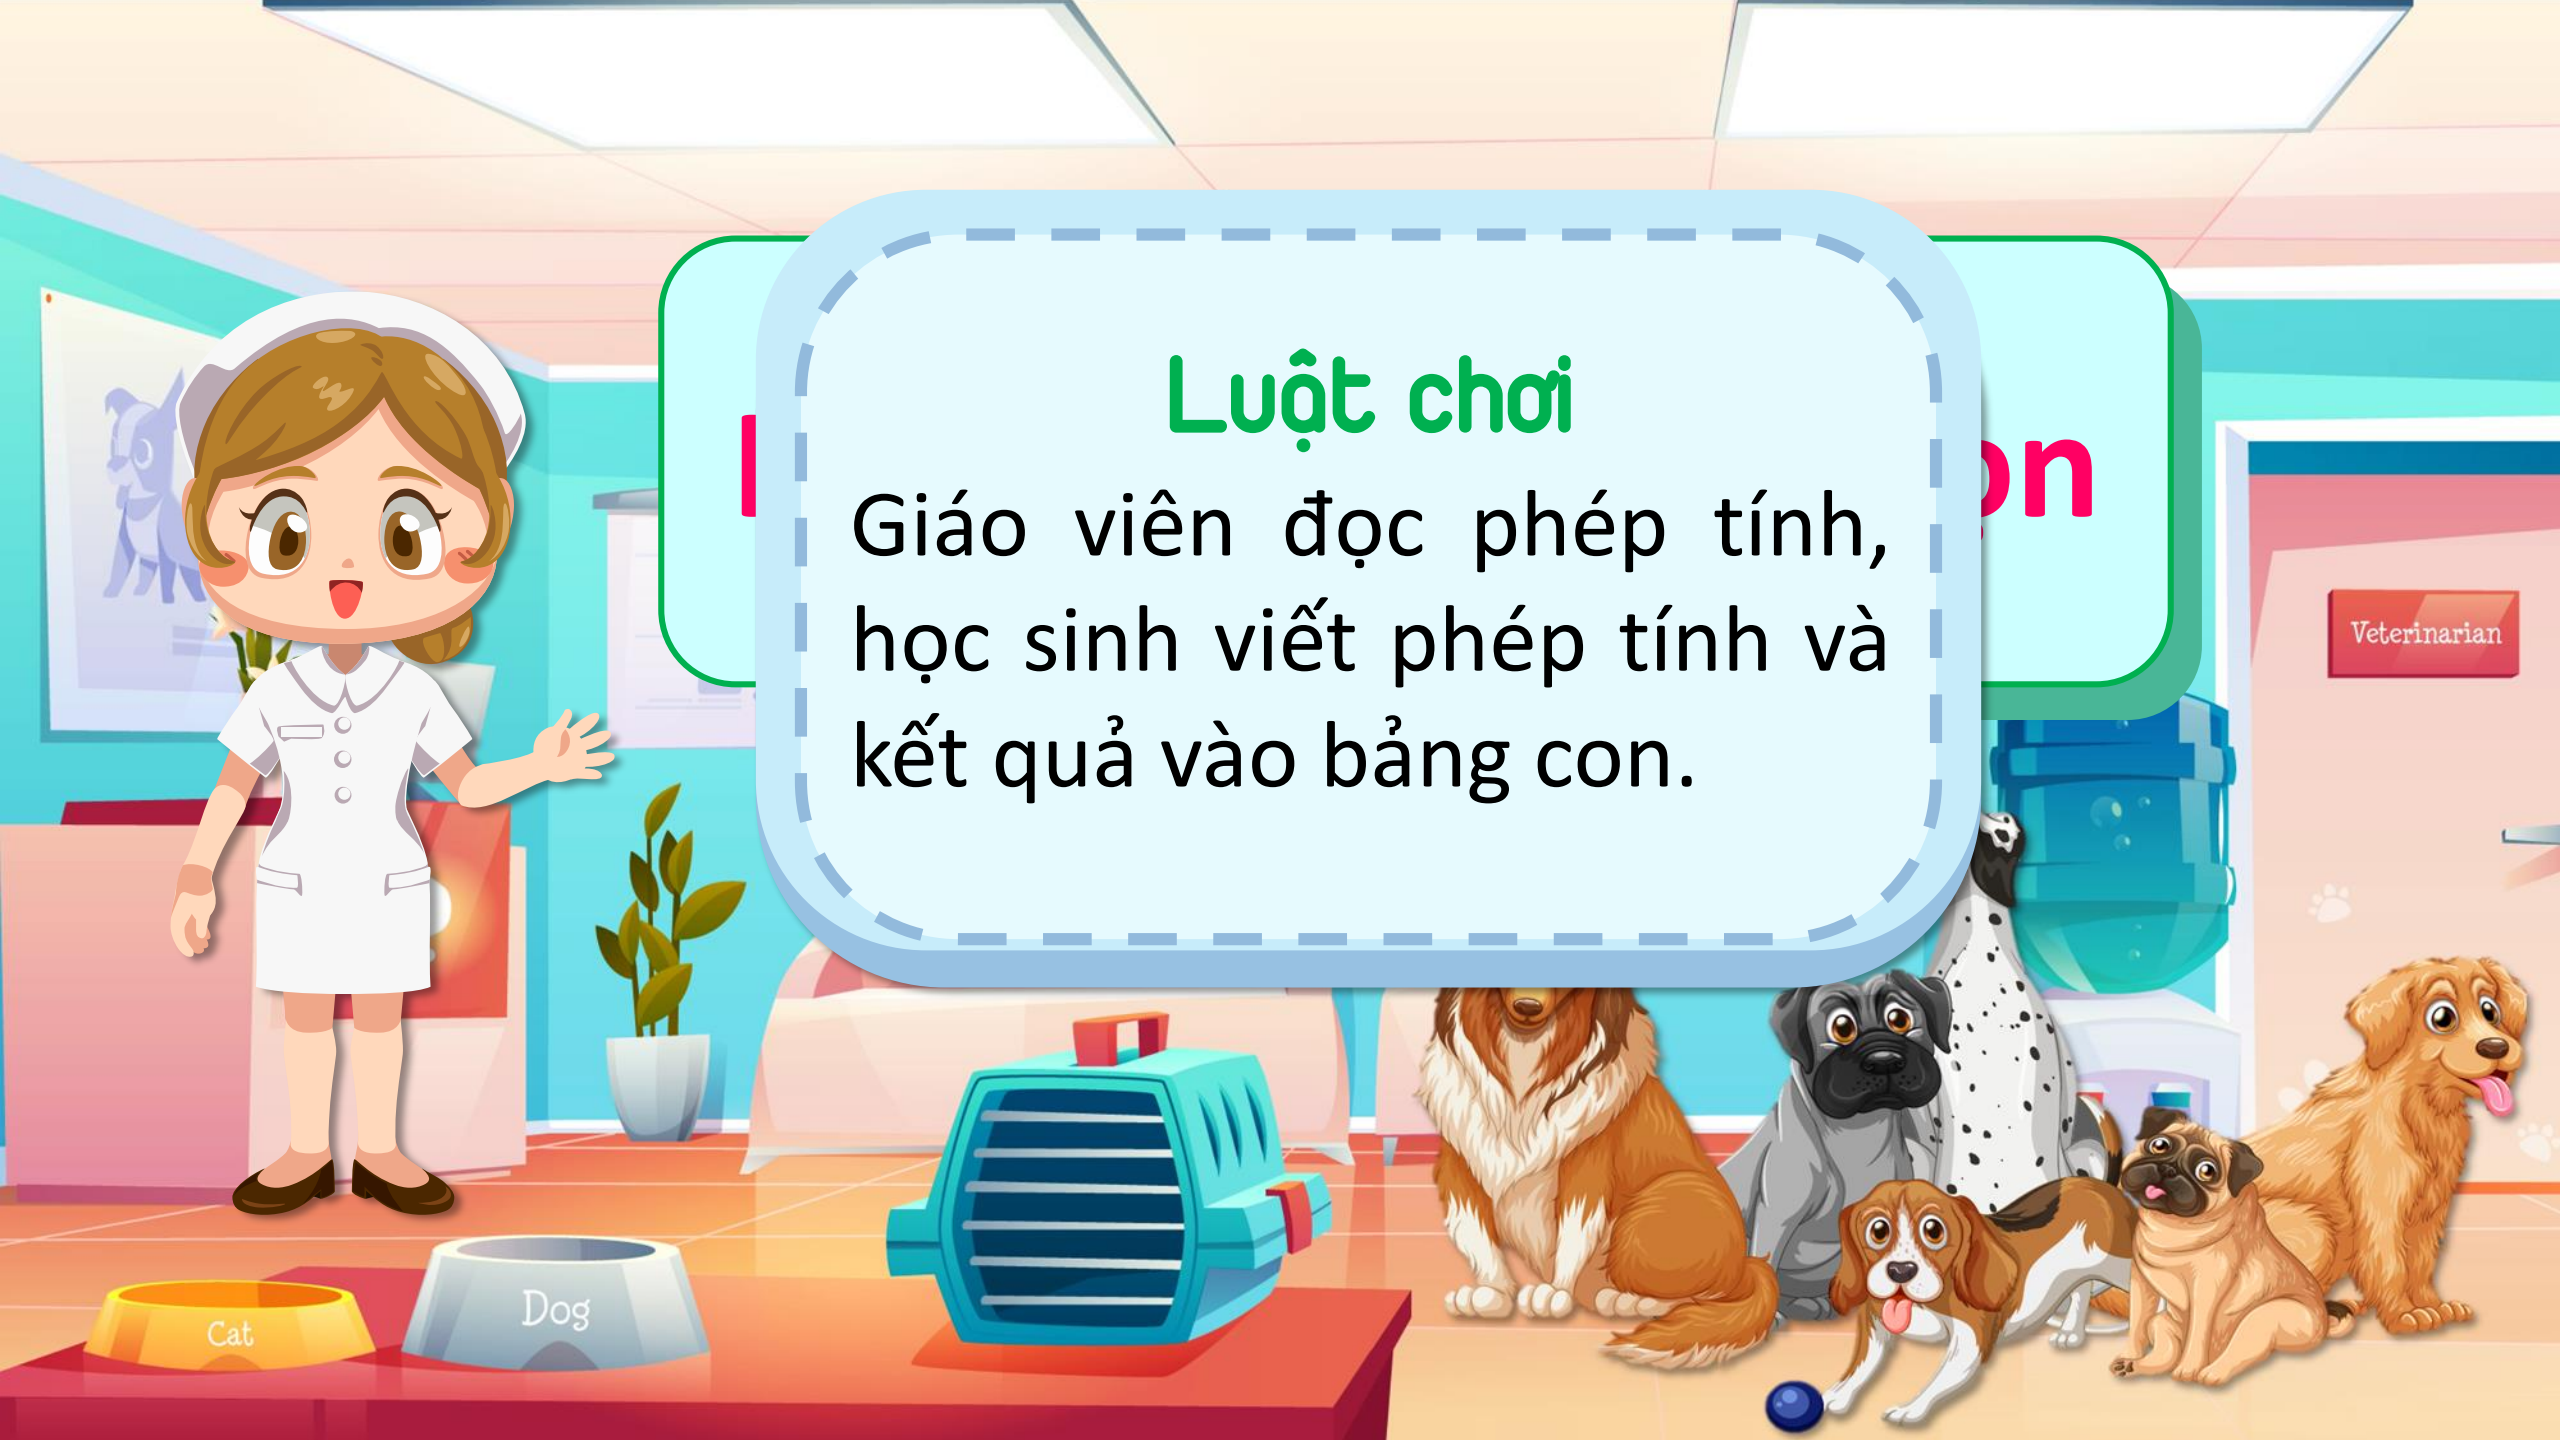 Luật chơi
Giáo viên đọc phép tính,
học sinh viết phép tính và
kết quả vào bảng con.
Veterinarian
Cat
Dog